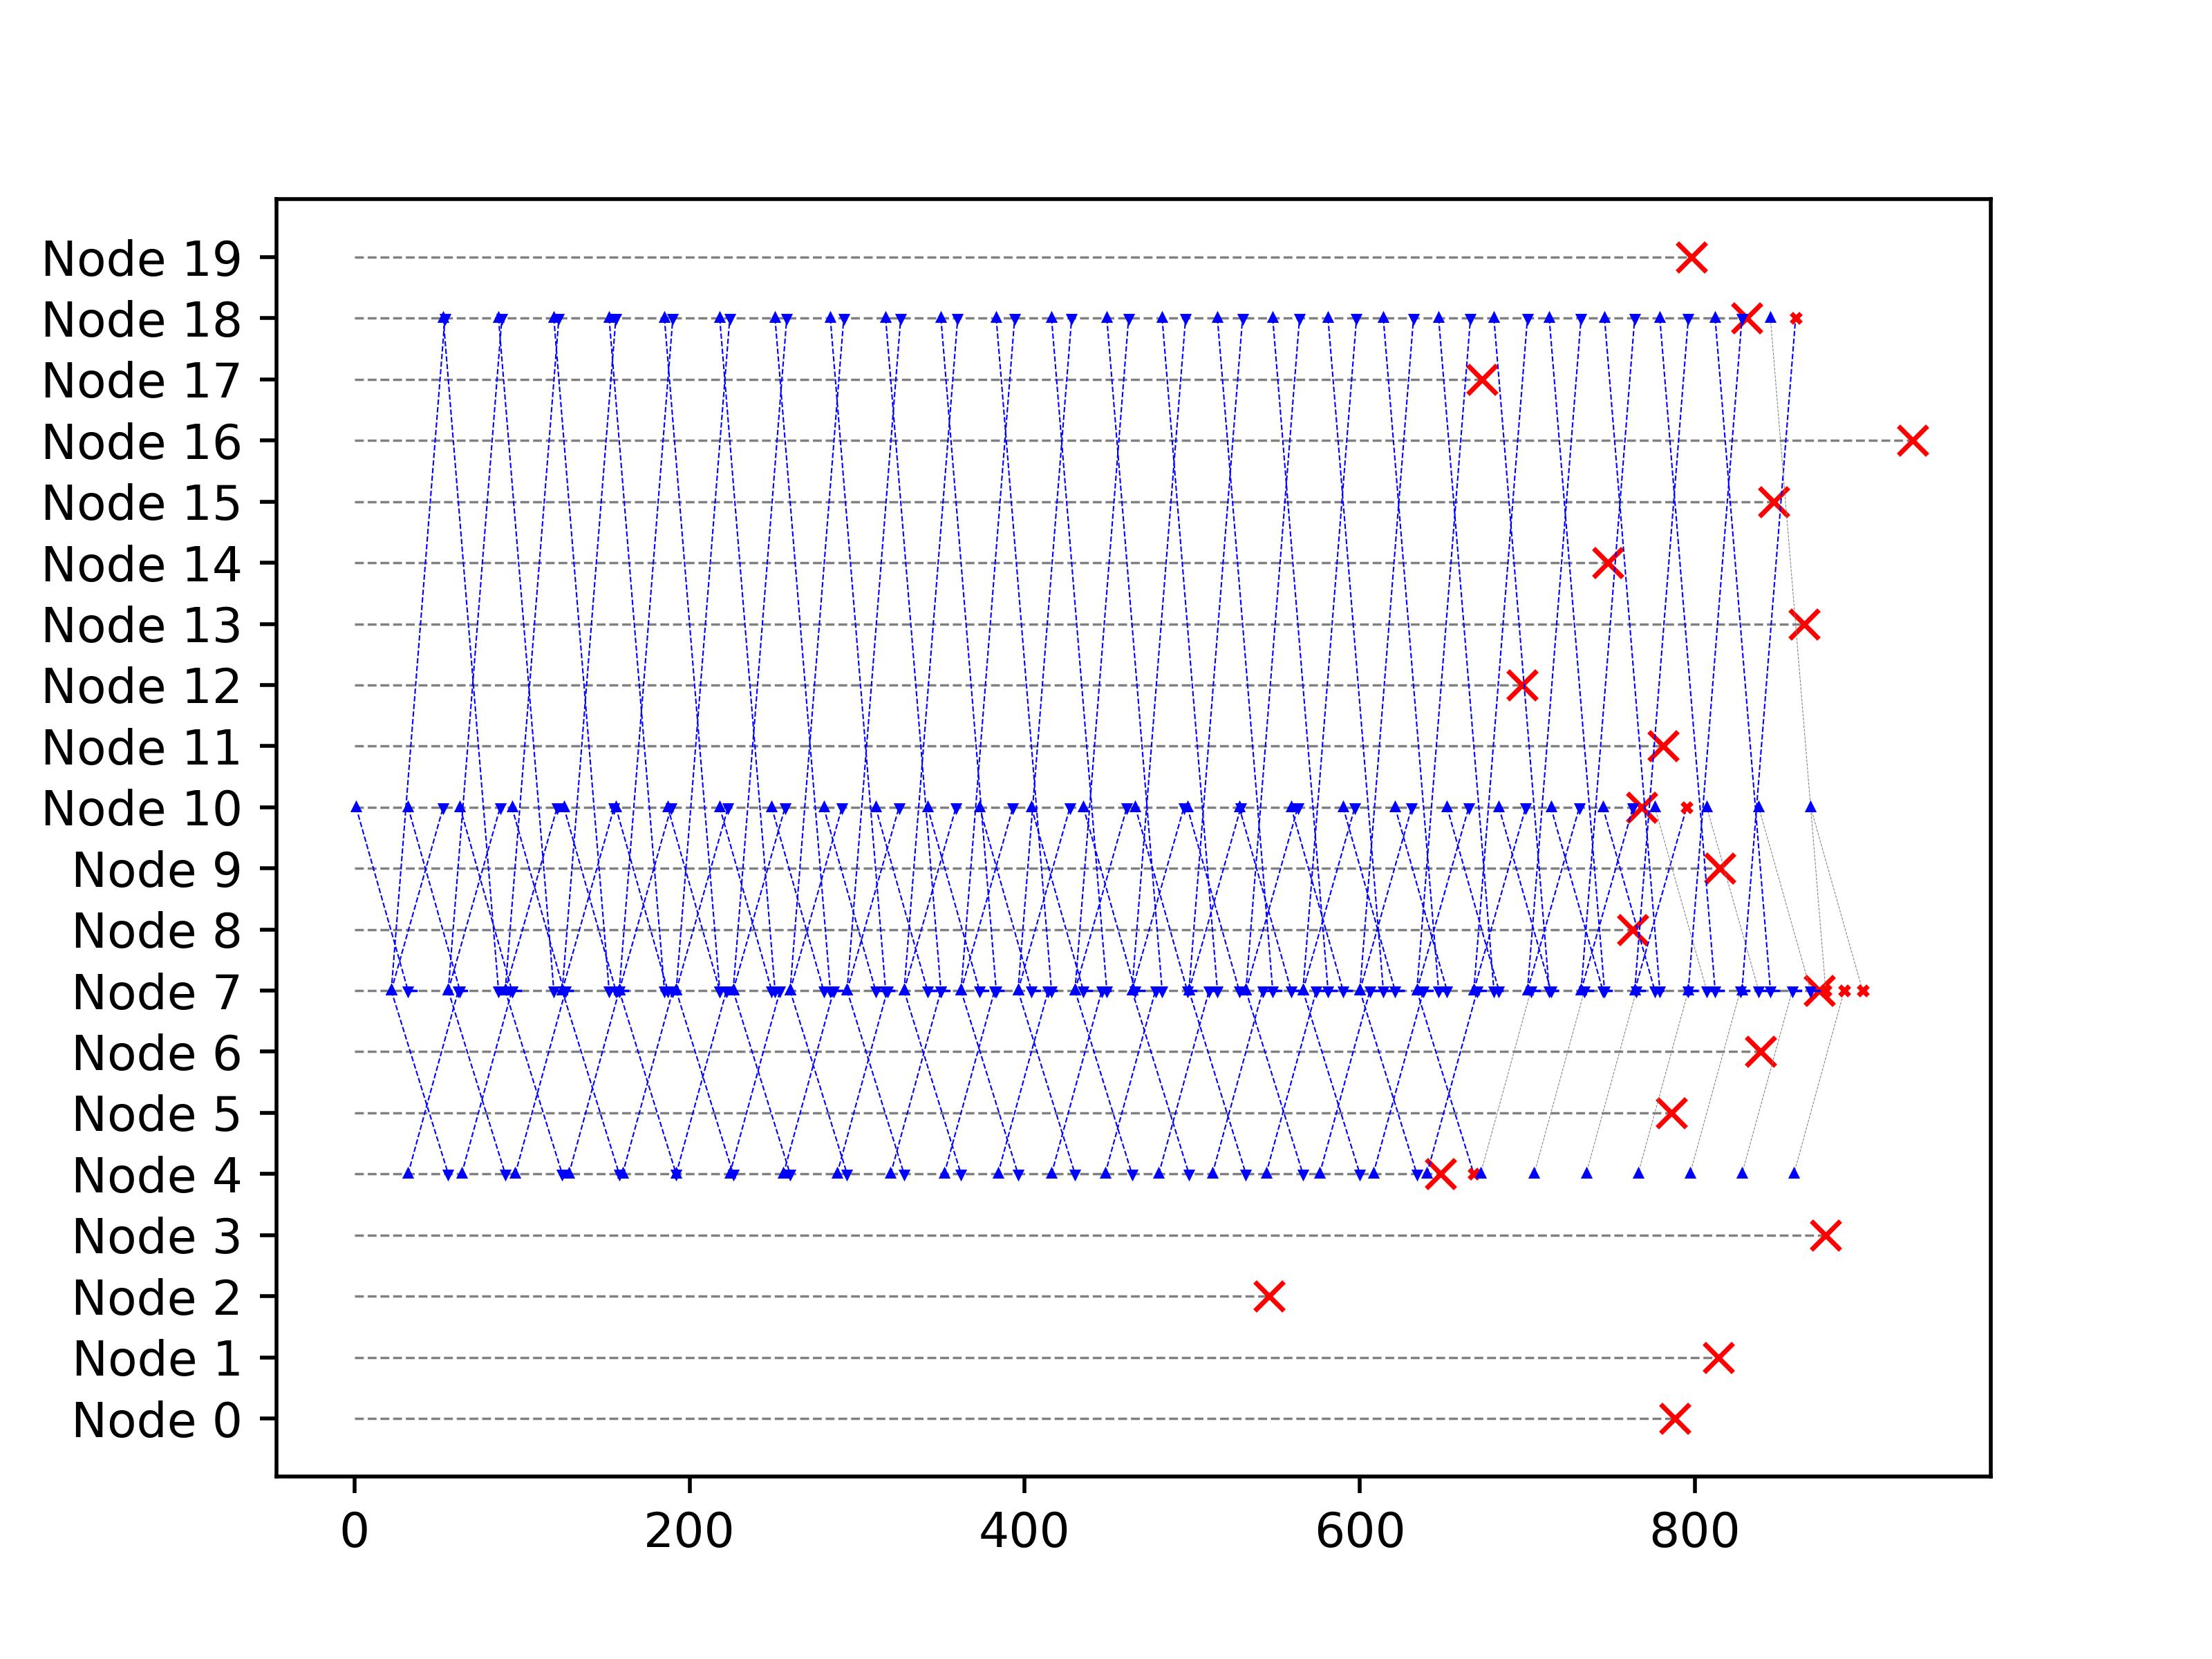 Node 19
Node 18
Node 17
Node 16
Node 15
Node 14
Node 13
Node 12
Node 11
Node 10
Node 9
Node 8
Node 7
Node 6
Node 5
Node 4
Node 3
Node 2
Node 1
Node 0
0 200 400 600 800